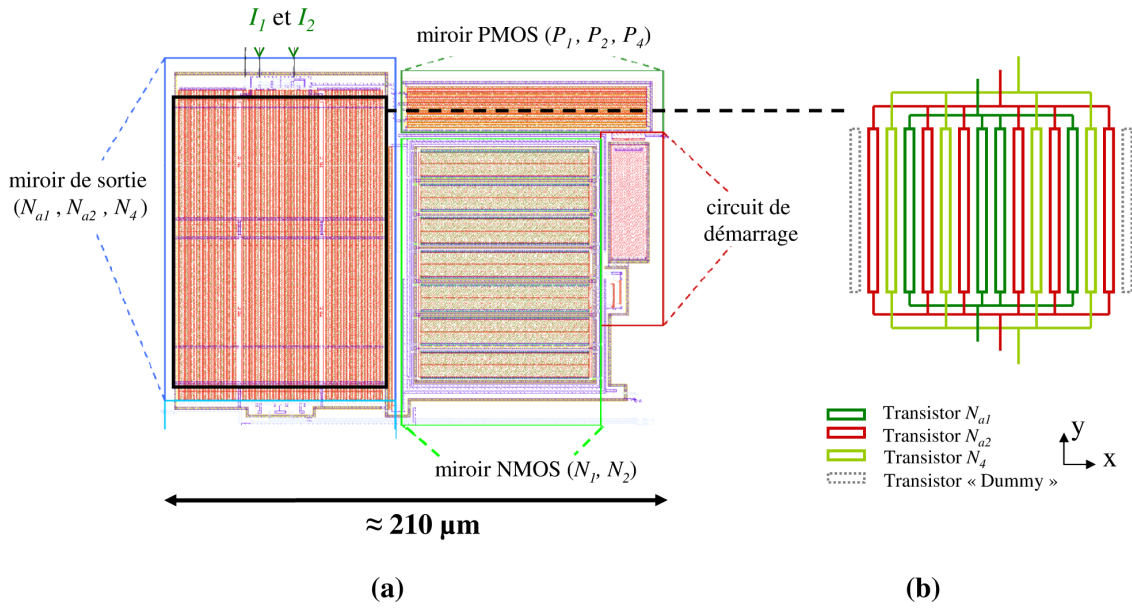 I1 et I2
miroir PMOS (P1, P2, P4)
miroir de sortie
(Na1, Na2, N4)
circuit de
démarrage
miroir NMOS (N1, N2)
≈ 210 µm
Transistor Na1
Transistor Na2
Transistor N4
Transistor « Dummy »
y
x
(a)
(b)